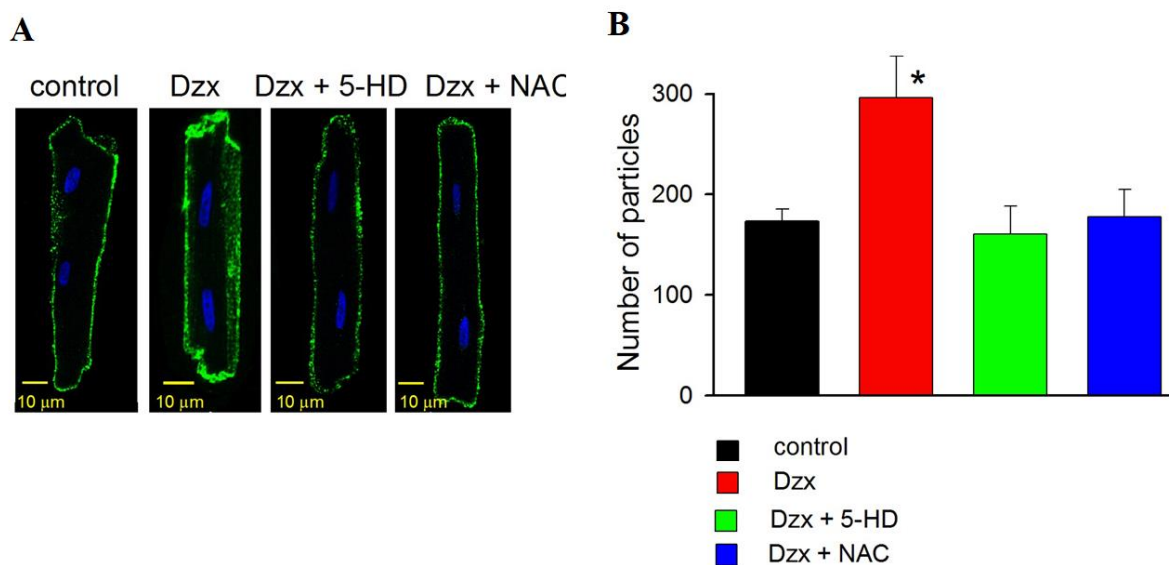 A
control Dzx Dzx + 5-HD Dzx + NAC
10 μm 10 μm 10 μm 10 μm
B
Number of particles
300
200
100
0
*
control
Dzx
Dzx + 5-HD
Dzx + NAC